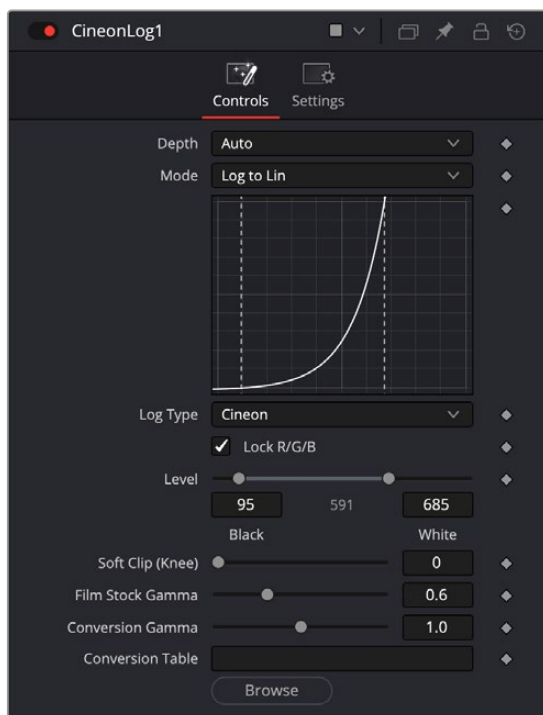 CineonLog1
Controls Settings
Depth Auto
Mode Log to Lin
Log Type Cineon
Lock R/G/B
Level
95 591 685
Black White
Soft Clip (Knee) 0
Film Stock Gamma 0.6
Conversion Gamma 1.0
Conversion Table
Browse